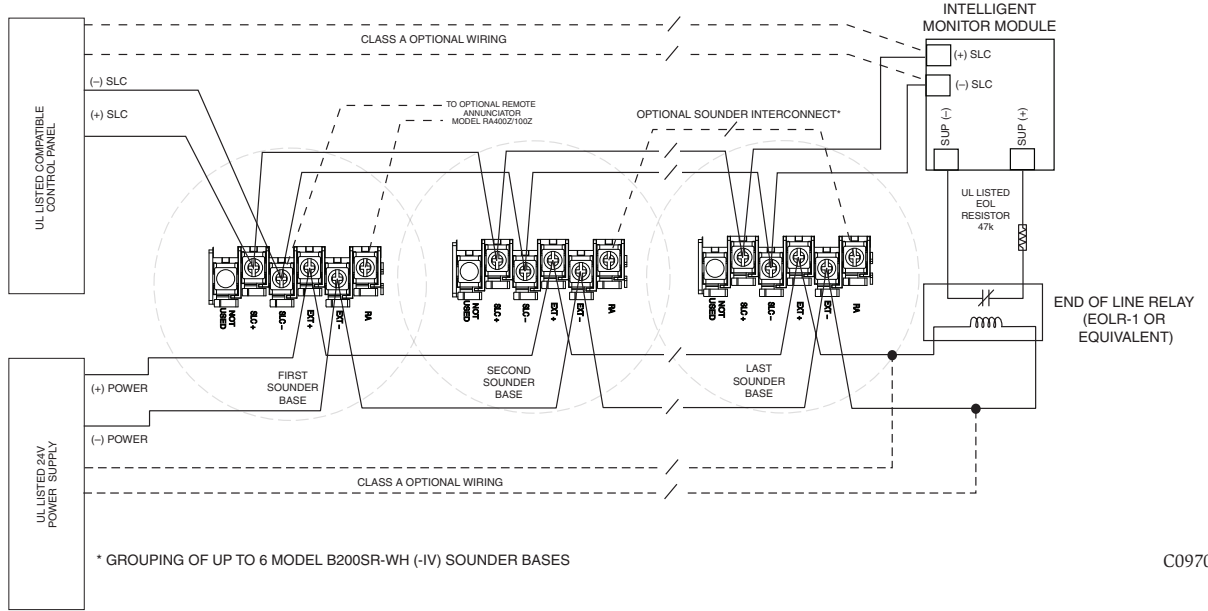 INTELLIGENT
MONITOR MODULE
CLASS A OPTIONAL WIRING
(+) SLC
(–) SLC
(–) SLC
(+) SLC
UL LISTED COMPATIBLE
CONTROL PANEL
TO OPTIONAL REMOTE
ANNUNCIATOR
MODEL RA400Z/100Z
OPTIONAL SOUNDER INTERCONNECT*
SUP (–)
SUP (+)
UL LISTED
EOL
RESISTOR
47k
NOT
USED
SLC +
SLC –
EXT +
EXT –
RA
NOT
USED
SLC +
SLC –
EXT +
EXT –
RA
NOT
USED
SLC +
SLC –
EXT +
EXT –
RA
END OF LINE RELAY
(EOLR-1 OR
EQUIVALENT)
FIRST
SOUNDER
BASE
SECOND
SOUNDER
BASE
LAST
SOUNDER
BASE
(+) POWER
(–) POWER
UL LISTED 24V
POWER SUPPLY
CLASS A OPTIONAL WIRING
* GROUPING OF UP TO 6 MODEL B200SR-WH (-IV) SOUNDER BASES